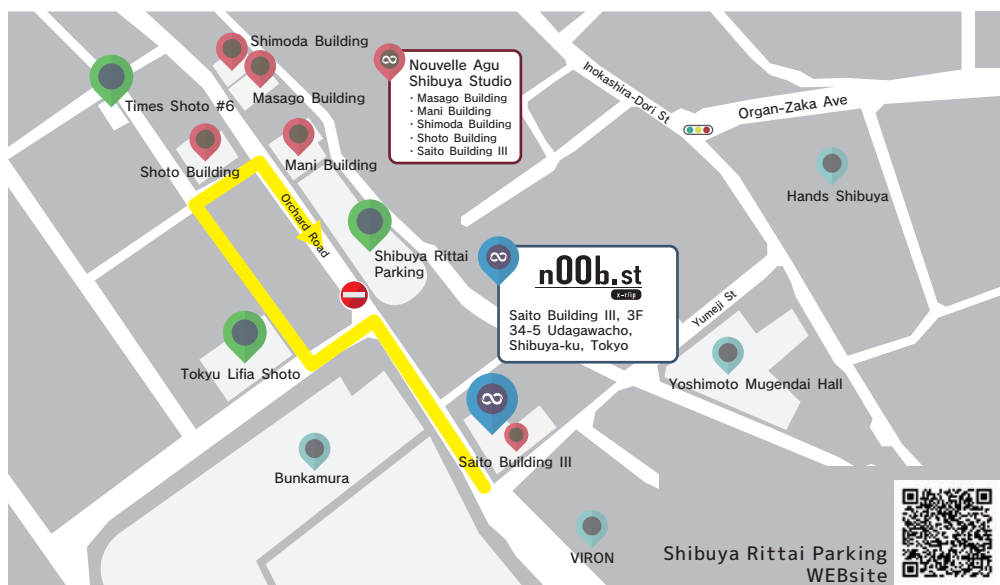 Shimoda Building
Masago Building
Times Shoto #6
Shoto Building
Mani Building
Nouvelle Agu
Shibuya Studio
・Masago Building
・Mani Building
・Shimoda Building
・Shoto Building
・Saito Building III
Inokashira-Dori St
Organ-Zaka Ave
Hands Shibuya
Orchard Road
Shibuya Rittai
Parking
n00b.st
x-r/ip
Saito Building III, 3F
34-5 Udagawacho,
Shibuya-ku, Tokyo
Yumeji St
Tokyu Lifia Shoto
Yoshimoto Mugendai Hall
Saito Building III
Bunkamura
VIRON
Shibuya Rittai Parking
WEBsite